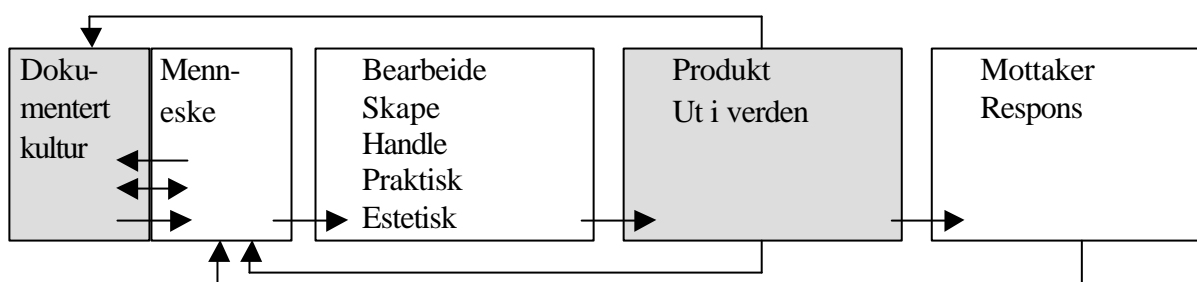 Doku-
mentert
kultur
Menn-
eske
Bearbeide
Skape
Handle
Praktisk
Estetisk
Produkt
Ut i verden
Mottaker
Respons